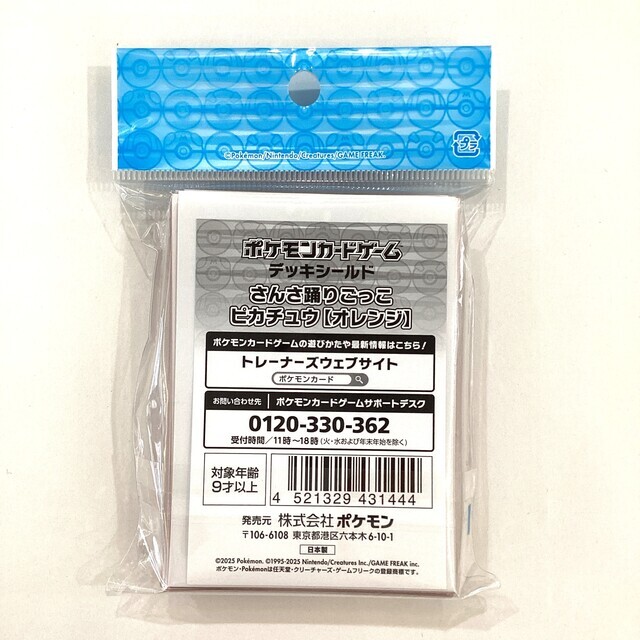 ©Pokémon/Nintendo/Creatures/GAME FREAK
プラ
ポケモンカードゲーム
デッキシールド
さんさ踊りごっこ
ピカチュウ【オレンジ】
ポケモンカードゲームの遊びかたや最新情報はこちら！
トレーナーズウェブサイト
ポケモンカード
お問い合わせ先 ポケモンカードゲームサポートデスク
0120-330-362
受付時間／11時～18時（火・水および年末年始を除く）
対象年齢
9才以上
4 521329 431444
発売元 株式会社 ポケモン
〒106-6108 東京都港区六本木6-10-1
日本製
©2025 Pokémon. ©1995-2025 Nintendo/Creatures Inc./GAME FREAK inc.
ポケモン・Pokémonは任天堂・クリーチャーズ・ゲームフリークの登録商標です。